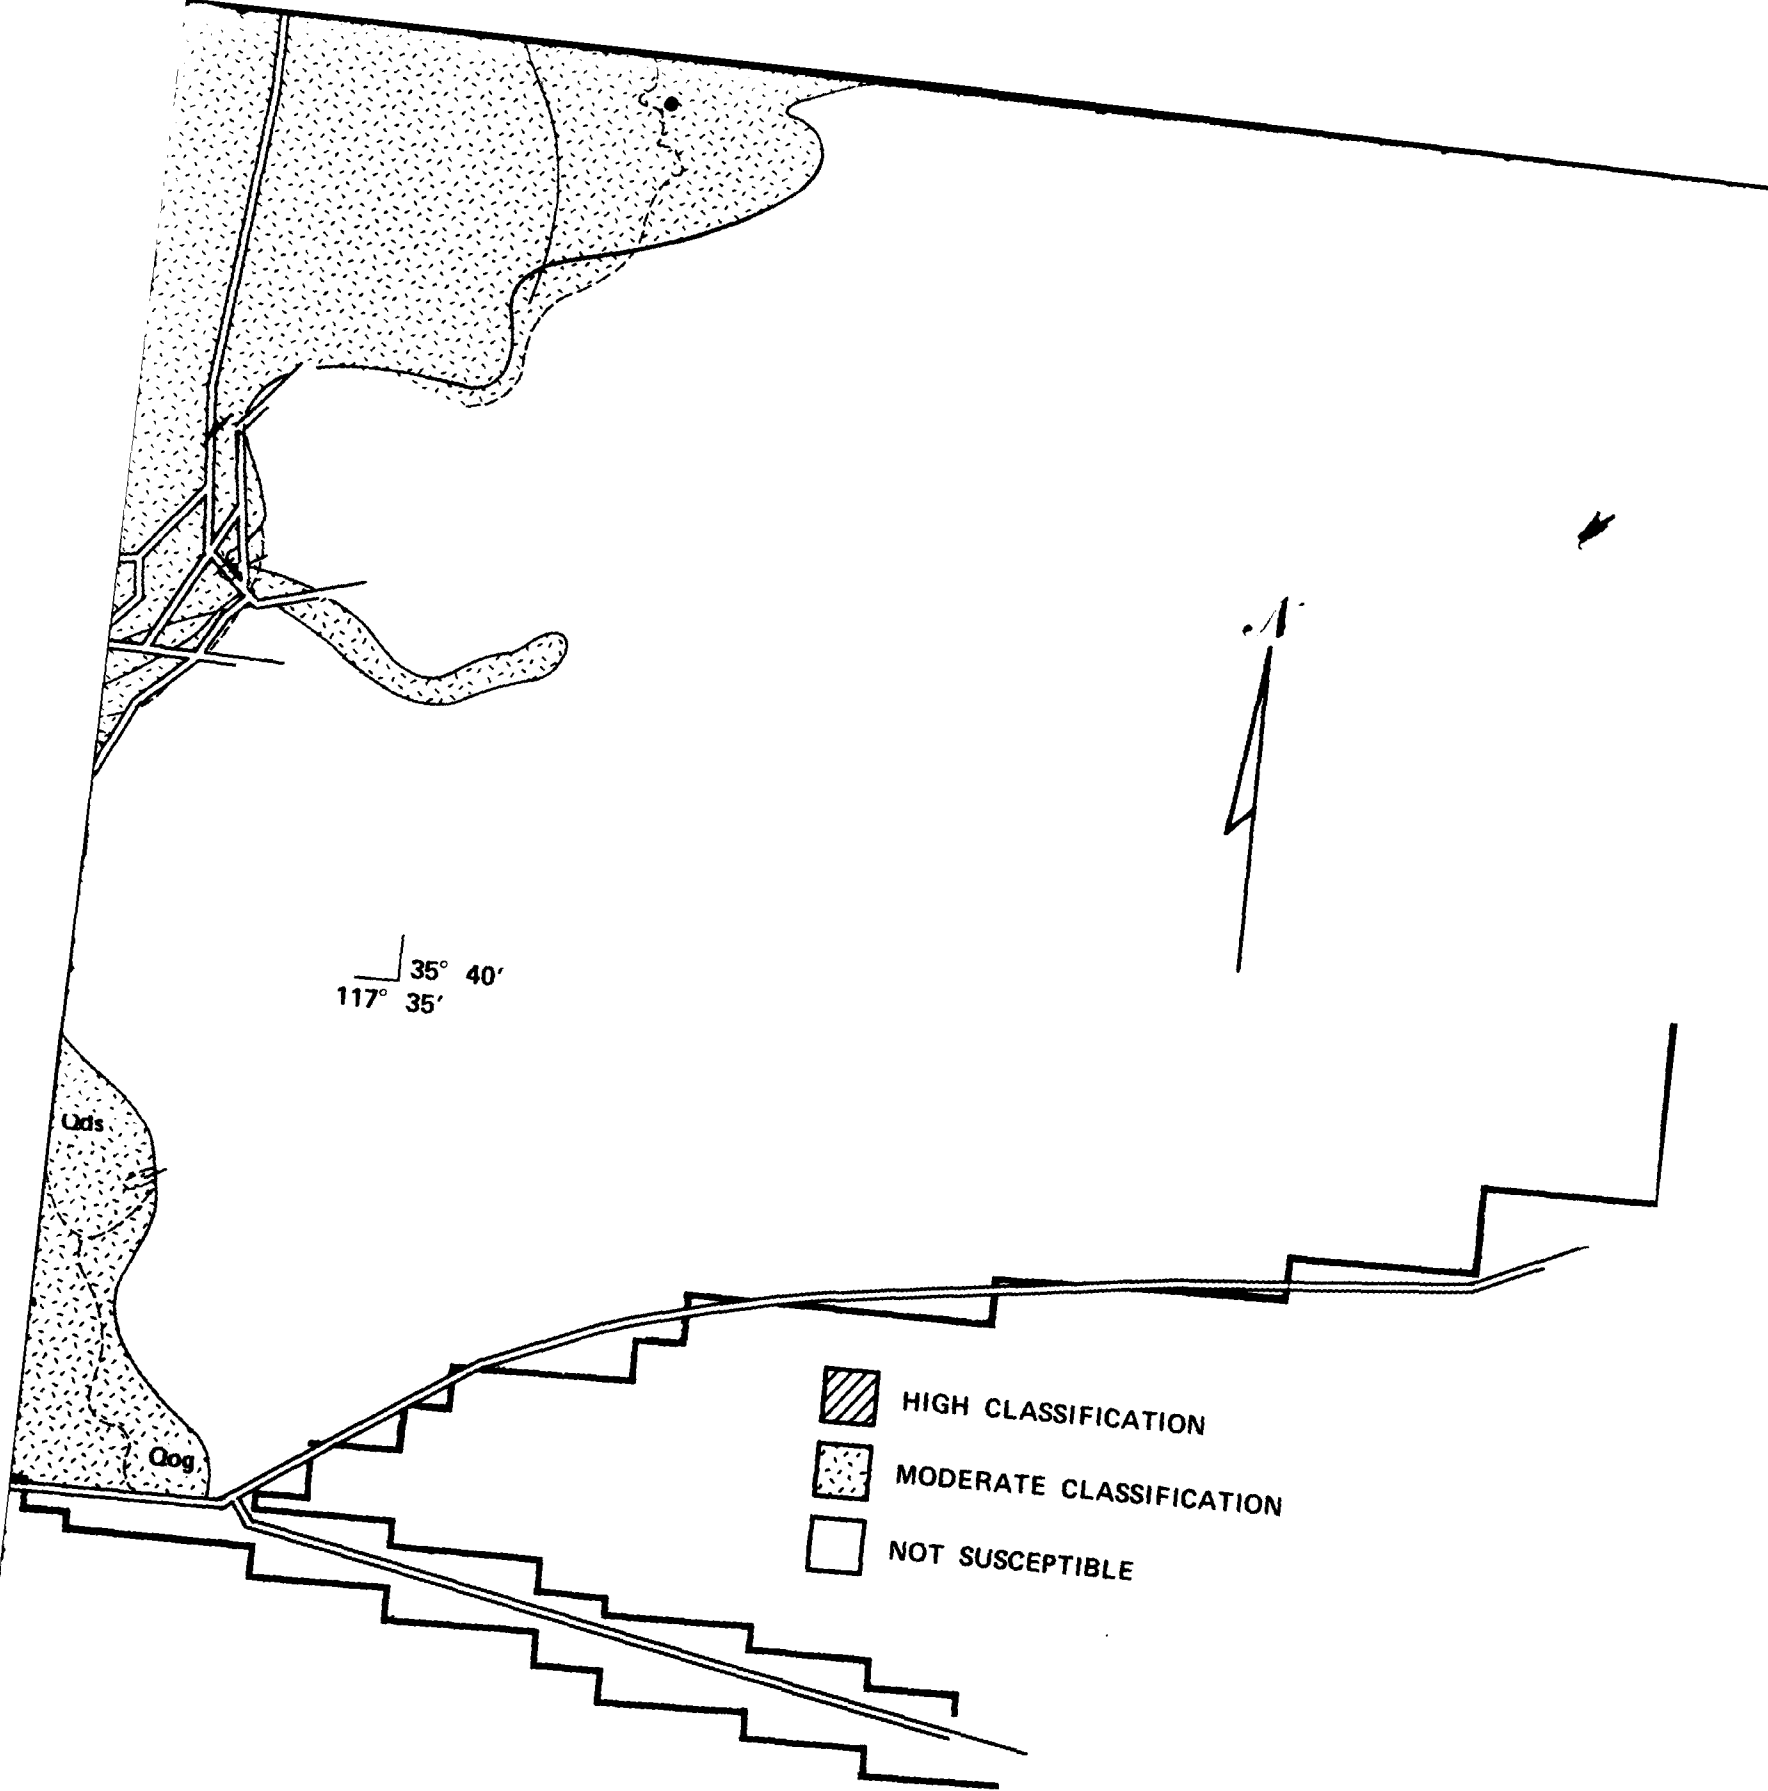 35° 40′
117° 35′
Qds
Qog
HIGH CLASSIFICATION
MODERATE CLASSIFICATION
NOT SUSCEPTIBLE